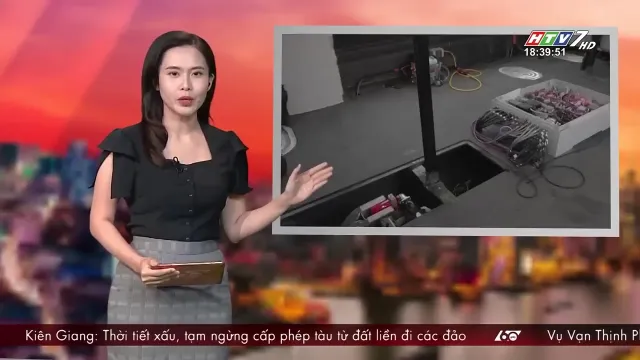 HTV7 HD
18:39:51
Kiên Giang: Thời tiết xấu, tạm ngừng cấp phép tàu từ đất liền đi các đảo
60 Vụ Vạn Thịnh P